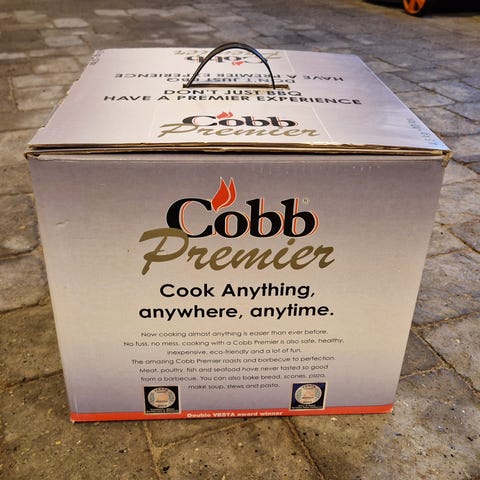 Cobb
Premier
DON'T JUST BBQ
HAVE A PREMIER EXPERIENCE
DON'T JUST BBQ
HAVE A PREMIER EXPERIENCE
Cobb
Premier
Cobb®
Premier
Cook Anything,
anywhere, anytime.
Now cooking almost anything is easier than ever before.
No fuss, no mess, cooking with a Cobb Premier is also safe, healthy,
inexpensive, eco-friendly and a lot of fun.
The amazing Cobb Premier roasts and barbecue to perfection.
Meat, poultry, fish and seafood have never tasted so good
from a barbecue. You can also bake bread, scones, pizza,
make soup, stews and pasta.
Double VESTA award winner